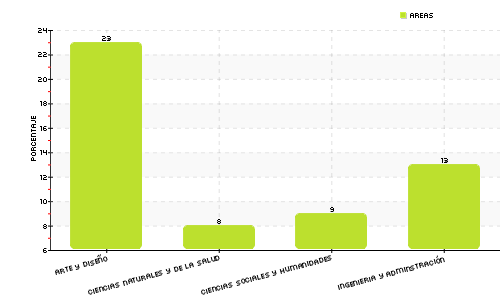 AREAS
PORCENTAJE
24
22
20
18
16
14
12
10
8
6
23
8
9
13
ARTE Y DISEÑO
CIENCIAS NATURALES Y DE LA SALUD
CIENCIAS SOCIALES Y HUMANIDADES
INGENIERIA Y ADMINSTRACIÓN